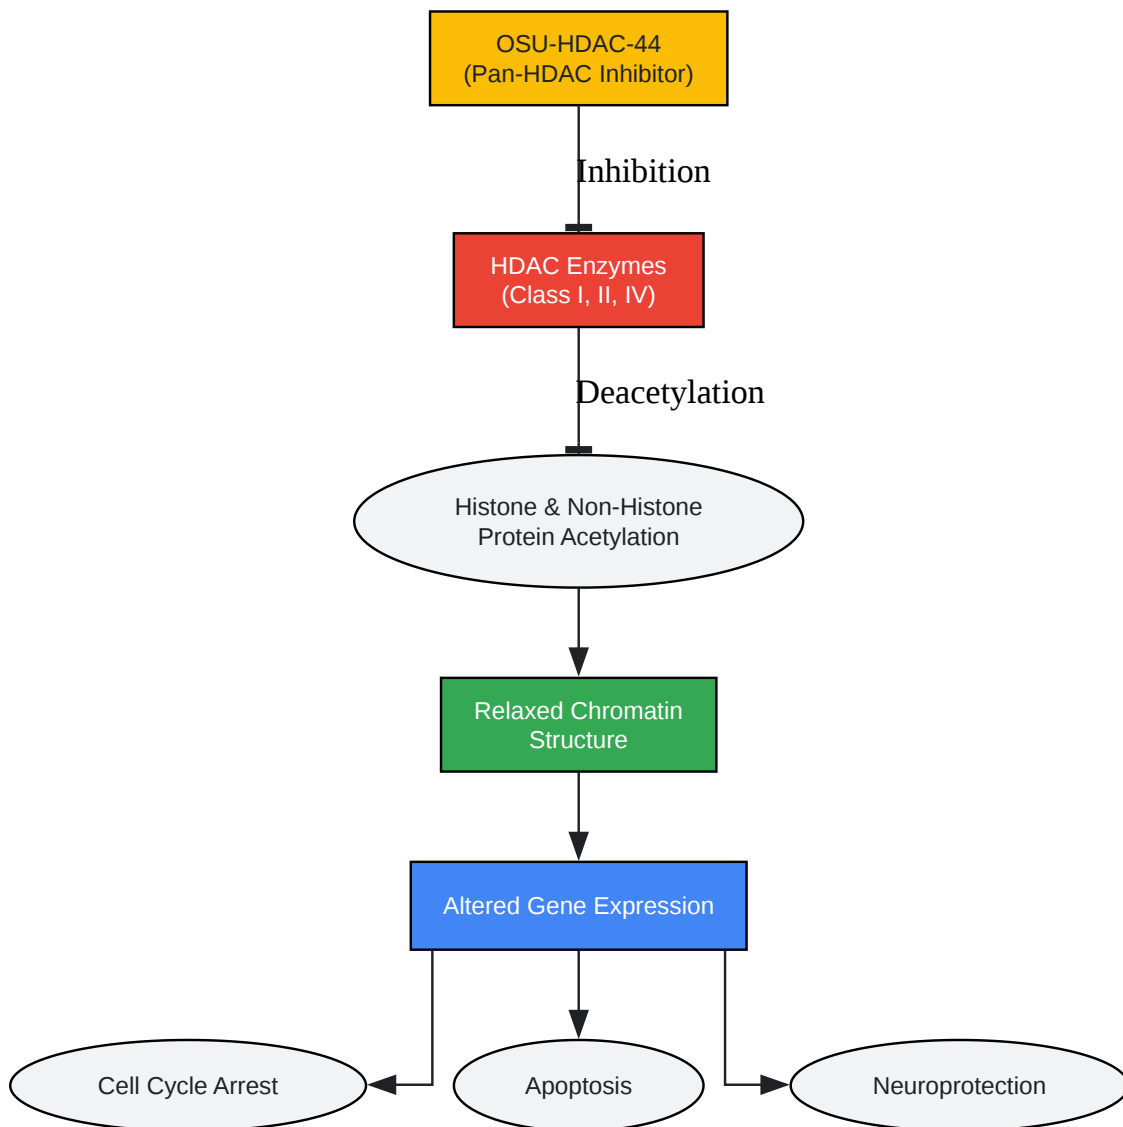 OSU-HDAC-44
(Pan-HDAC Inhibitor)
Inhibition
HDAC Enzymes
(Class I, II, IV)
Deacetylation
Histone & Non-Histone
Protein Acetylation
Relaxed Chromatin
Structure
Altered Gene Expression
Cell Cycle Arrest
Apoptosis
Neuroprotection